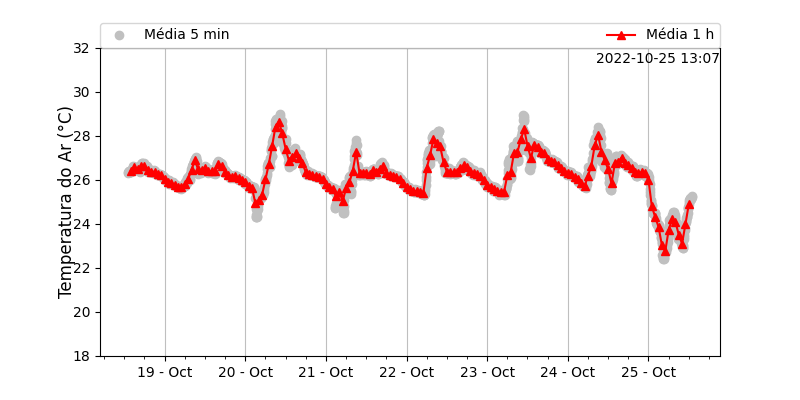 Média 5 min
Média 1 h
2022-10-25 13:07
Temperatura do Ar (°C)
32
30
28
26
24
22
20
18
19 - Oct
20 - Oct
21 - Oct
22 - Oct
23 - Oct
24 - Oct
25 - Oct